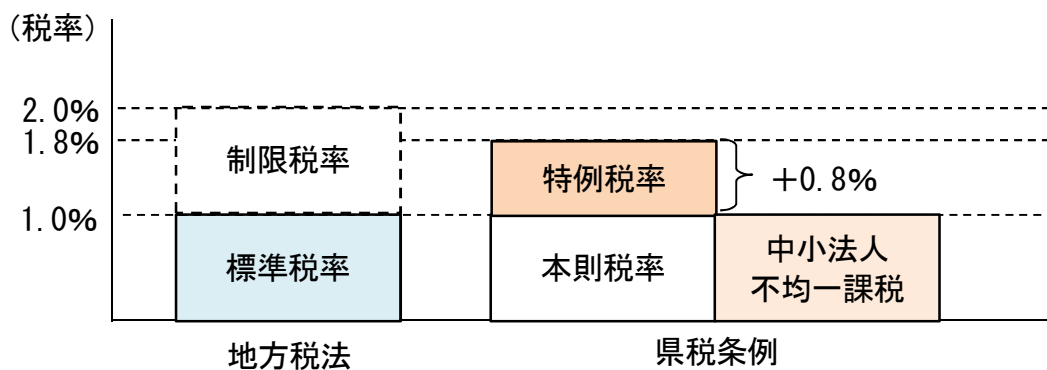 (税率)
2.0%
1.8%
1.0%
制限税率
標準税率
特例税率
+0.8%
本則税率
中小法人
不均一課税
地方税法
県税条例